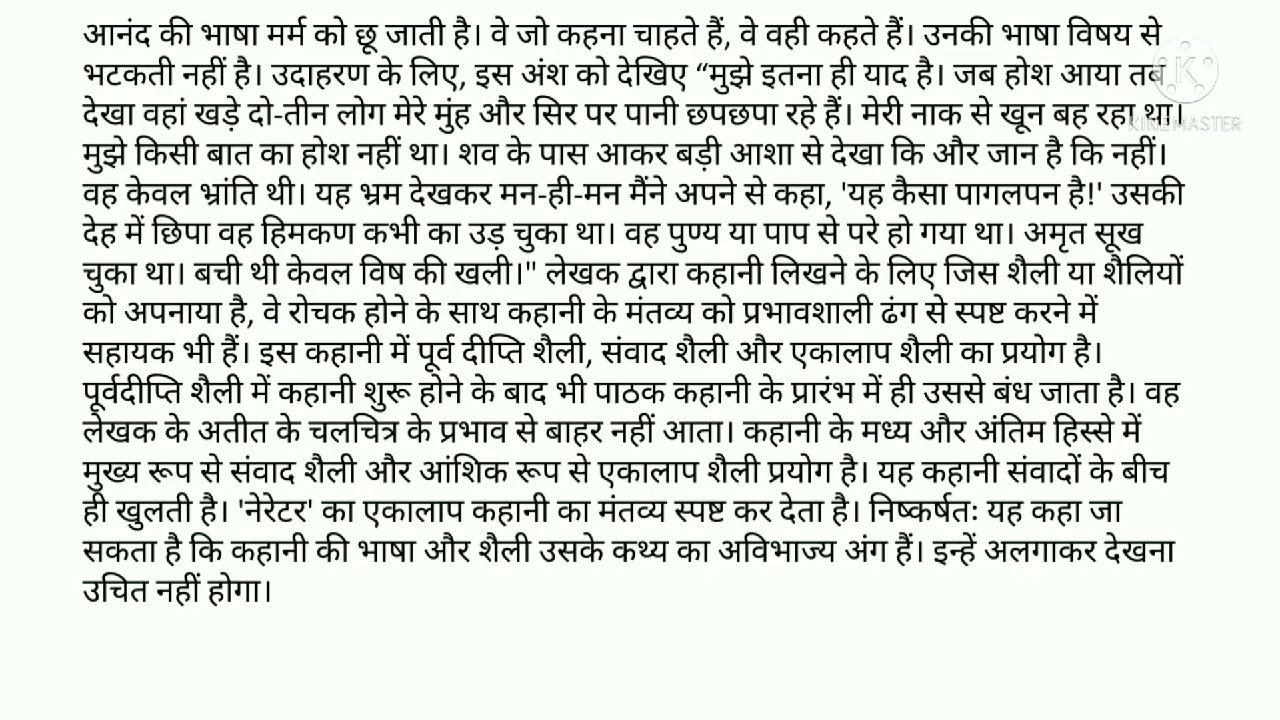 आनंद की भाषा मर्म को छू जाती है। वे जो कहना चाहते हैं, वे वही कहते हैं। उनकी भाषा विषय से
भटकती नहीं है। उदाहरण के लिए, इस अंश को देखिए “मुझे इतना ही याद है। जब होश आया तब
देखा वहां खड़े दो-तीन लोग मेरे मुंह और सिर पर पानी छपछपा रहे हैं। मेरी नाक से खून बह रहा था।
KINEMASTER
मुझे किसी बात का होश नहीं था। शव के पास आकर बड़ी आशा से देखा कि और जान है कि नहीं।
वह केवल भ्रांति थी। यह भ्रम देखकर मन-ही-मन मैंने अपने से कहा, 'यह कैसा पागलपन है!' उसकी
देह में छिपा वह हिमकण कभी का उड़ चुका था। वह पुण्य या पाप से परे हो गया था। अमृत सूख
चुका था। बची थी केवल विष की खली।" लेखक द्वारा कहानी लिखने के लिए जिस शैली या शैलियों
को अपनाया है, वे रोचक होने के साथ कहानी के मंतव्य को प्रभावशाली ढंग से स्पष्ट करने में
सहायक भी हैं। इस कहानी में पूर्व दीप्ति शैली, संवाद शैली और एकालाप शैली का प्रयोग है।
पूर्वदीप्ति शैली में कहानी शुरू होने के बाद भी पाठक कहानी के प्रारंभ में ही उससे बंध जाता है। वह
लेखक के अतीत के चलचित्र के प्रभाव से बाहर नहीं आता। कहानी के मध्य और अंतिम हिस्से में
मुख्य रूप से संवाद शैली और आंशिक रूप से एकालाप शैली प्रयोग है। यह कहानी संवादों के बीच
ही खुलती है। 'नेरेटर' का एकालाप कहानी का मंतव्य स्पष्ट कर देता है। निष्कर्षतः यह कहा जा
सकता है कि कहानी की भाषा और शैली उसके कथ्य का अविभाज्य अंग हैं। इन्हें अलगाकर देखना
उचित नहीं होगा।